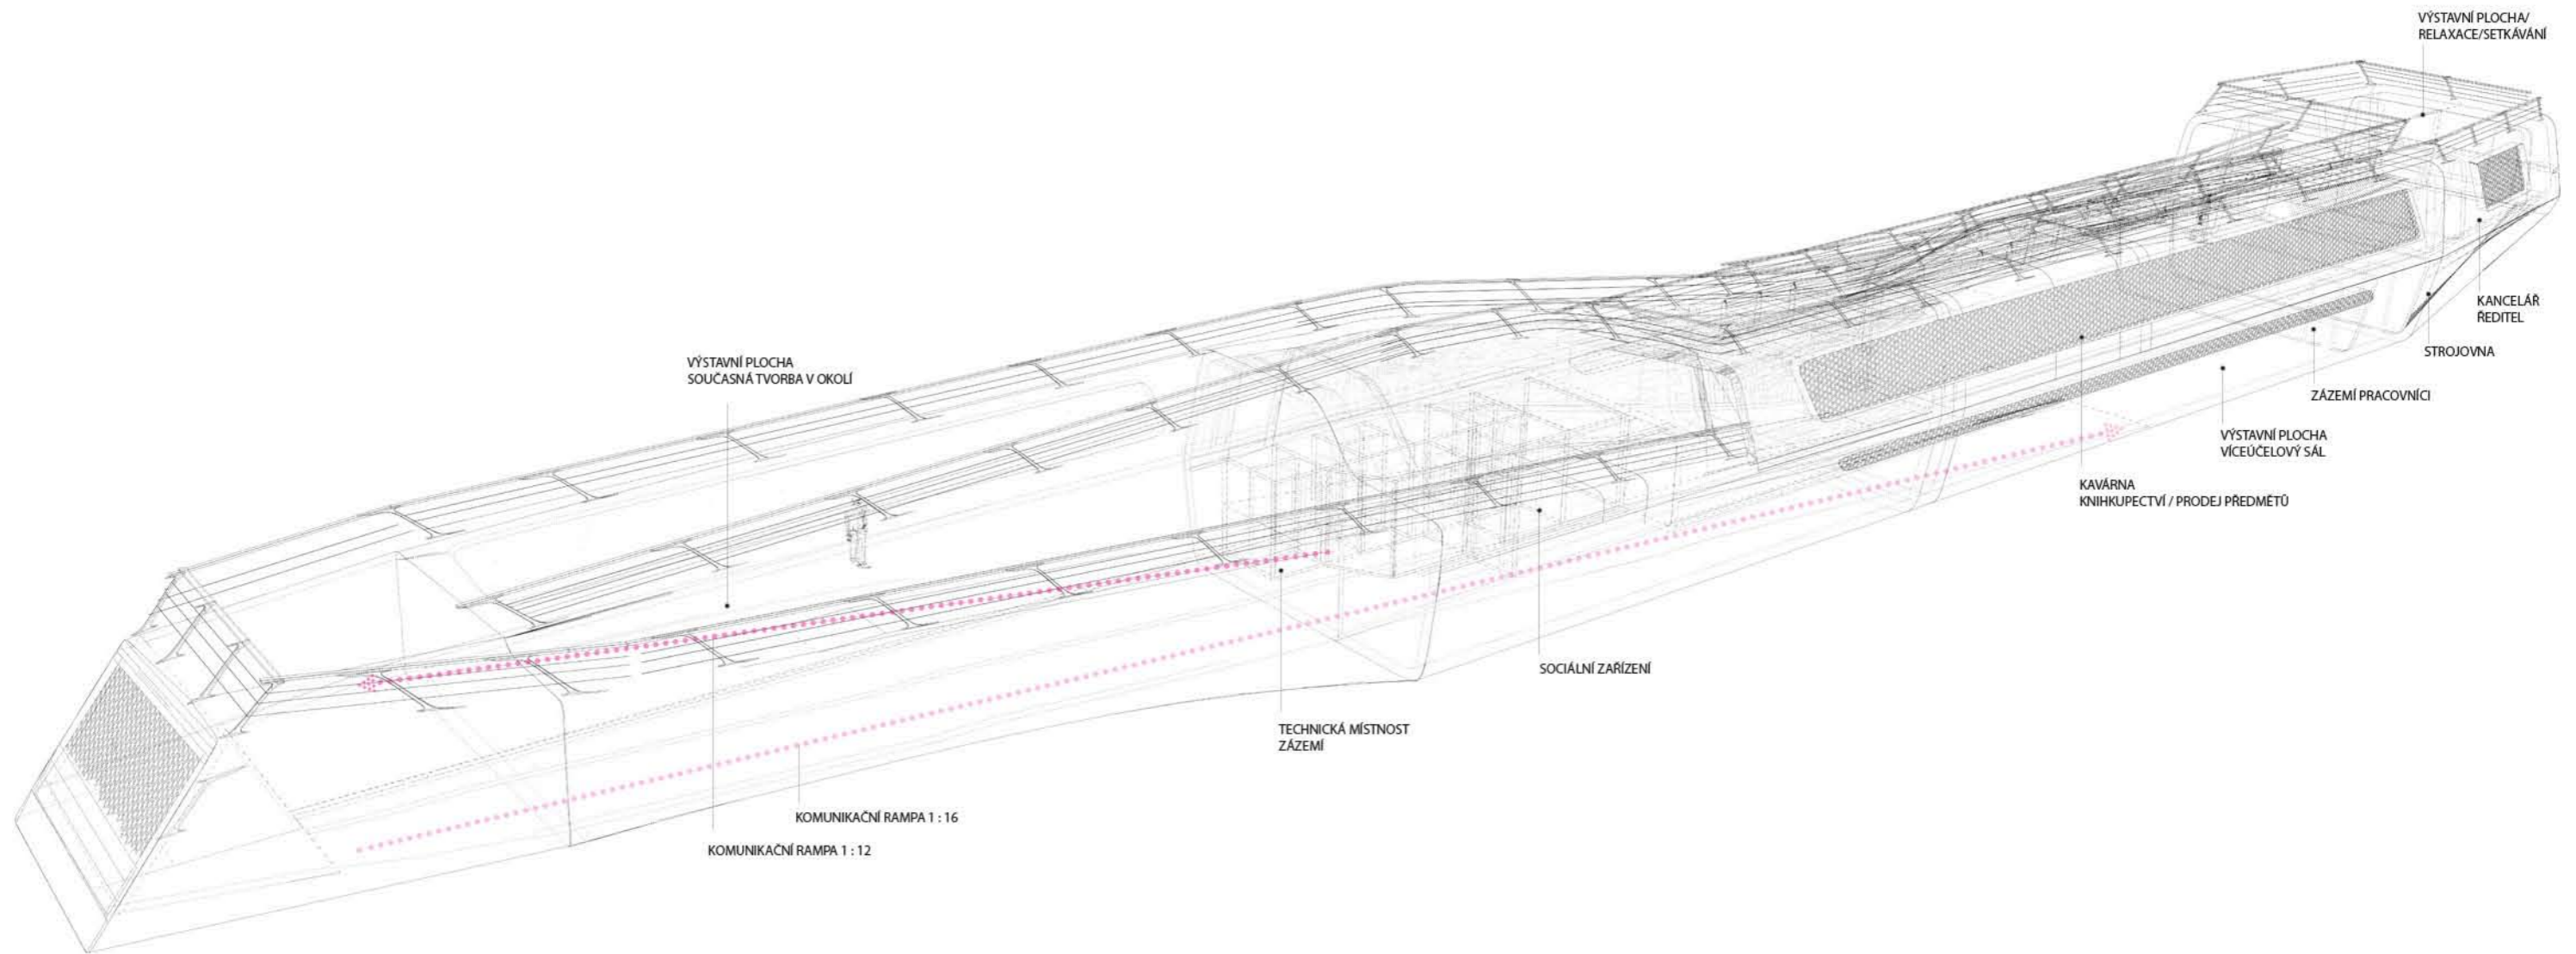 VÝSTAVNÍ PLOCHA/
RELAXACE/SETKÁVÁNÍ
KANCELÁŘ
ŘEDITEL
STROJOVNA
VÝSTAVNÍ PLOCHA
SOUČASNÁ TVORBA V OKOLÍ
ZÁZEMÍ PRACOVNÍCI
VÝSTAVNÍ PLOCHA
VÍCEÚČELOVÝ SÁL
KAVÁRNA
KNIHKUPECTVÍ / PRODEJ PŘEDMĚTŮ
SOCIÁLNÍ ZAŘÍZENÍ
TECHNICKÁ MÍSTNOST
ZÁZEMÍ
KOMUNIKAČNÍ RAMPA 1 : 16
KOMUNIKAČNÍ RAMPA 1 : 12